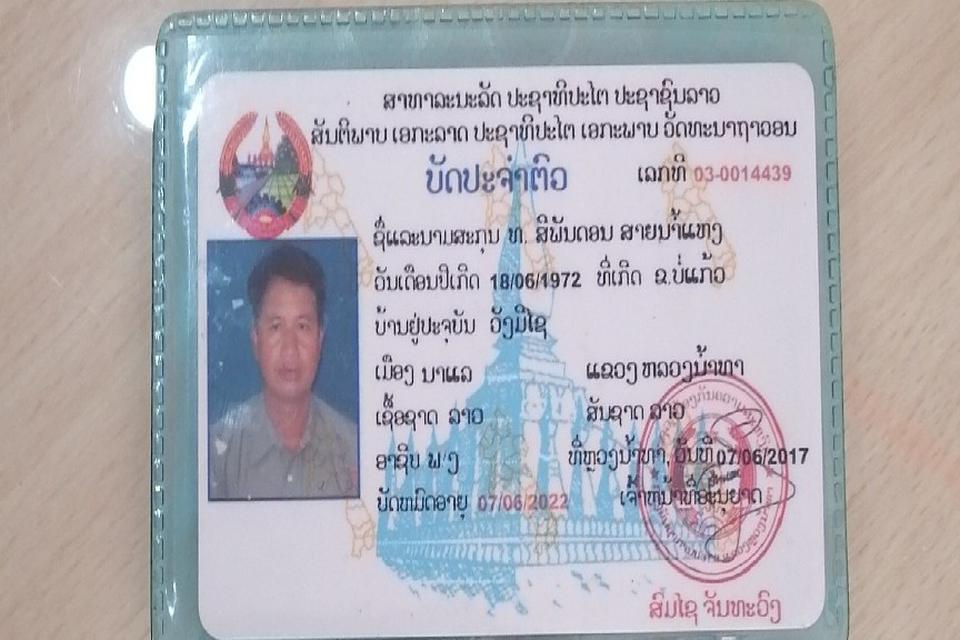 ສາທາລະນະລັດ ປະຊາທິປະໄຕ ປະຊາຊົນລາວ
ສັນຕິພາບ ເອກະລາດ ປະຊາທິປະໄຕ ເອກະພາບ ວັດທະນາຖາວອນ
ບັດປະຈຳຕົວ ເລກທີ 03-0014439
ຊື່ແລະນາມສະກຸນ ທ. ສີພັນດອນ ສາຍນ້ຳແຫງ
ວັນເດືອນປີເກີດ 18/06/1972 ທີ່ເກີດ ຂ.ບໍ່ແກ້ວ
ບ້ານຢູ່ປະຈຸບັນ ວັງມີໄຊ
ເມືອງ ນາແລ ແຂວງ ຫລວງນ້ຳທາ
ເຊື້ອຊາດ ລາວ ສັນຊາດ ລາວ
ອາຊີບ ພ/ງ ທີ່ຫຼວງນ້ຳທາ, ວັນທີ 07/06/2017
ບັດຫມົດອາຍຸ 07/06/2022 ເຈົ້າຫນ້າທີ່ອະນຸຍາດ
ສົມໄຊ ຈັນທະວົງ